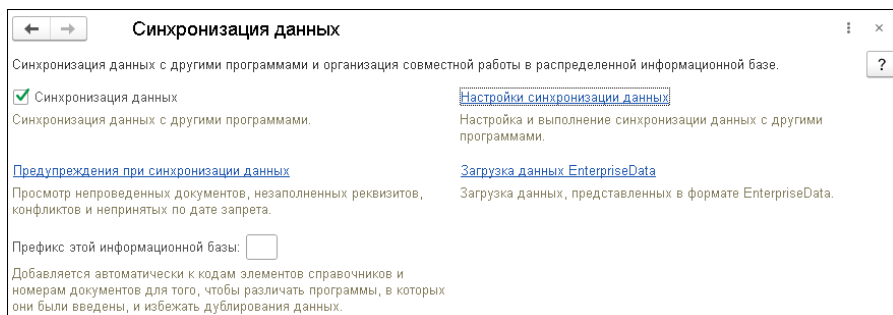 Синхронизация данных
Синхронизация данных с другими программами и организация совместной работы в распределенной информационной базе.
?
Синхронизация данных
Настройки синхронизации данных
Синхронизация данных с другими программами.
Настройка и выполнение синхронизации данных с другими
программами.
Предупреждения при синхронизации данных
Загрузка данных EnterpriseData
Просмотр непроведенных документов, незаполненных реквизитов,
конфликтов и непринятых по дате запрета.
Загрузка данных, представленных в формате EnterpriseData.
Префикс этой информационной базы:
Добавляется автоматически к кодам элементов справочников и
номерам документов для того, чтобы различать программы, в которых
они были введены, и избежать дублирования данных.